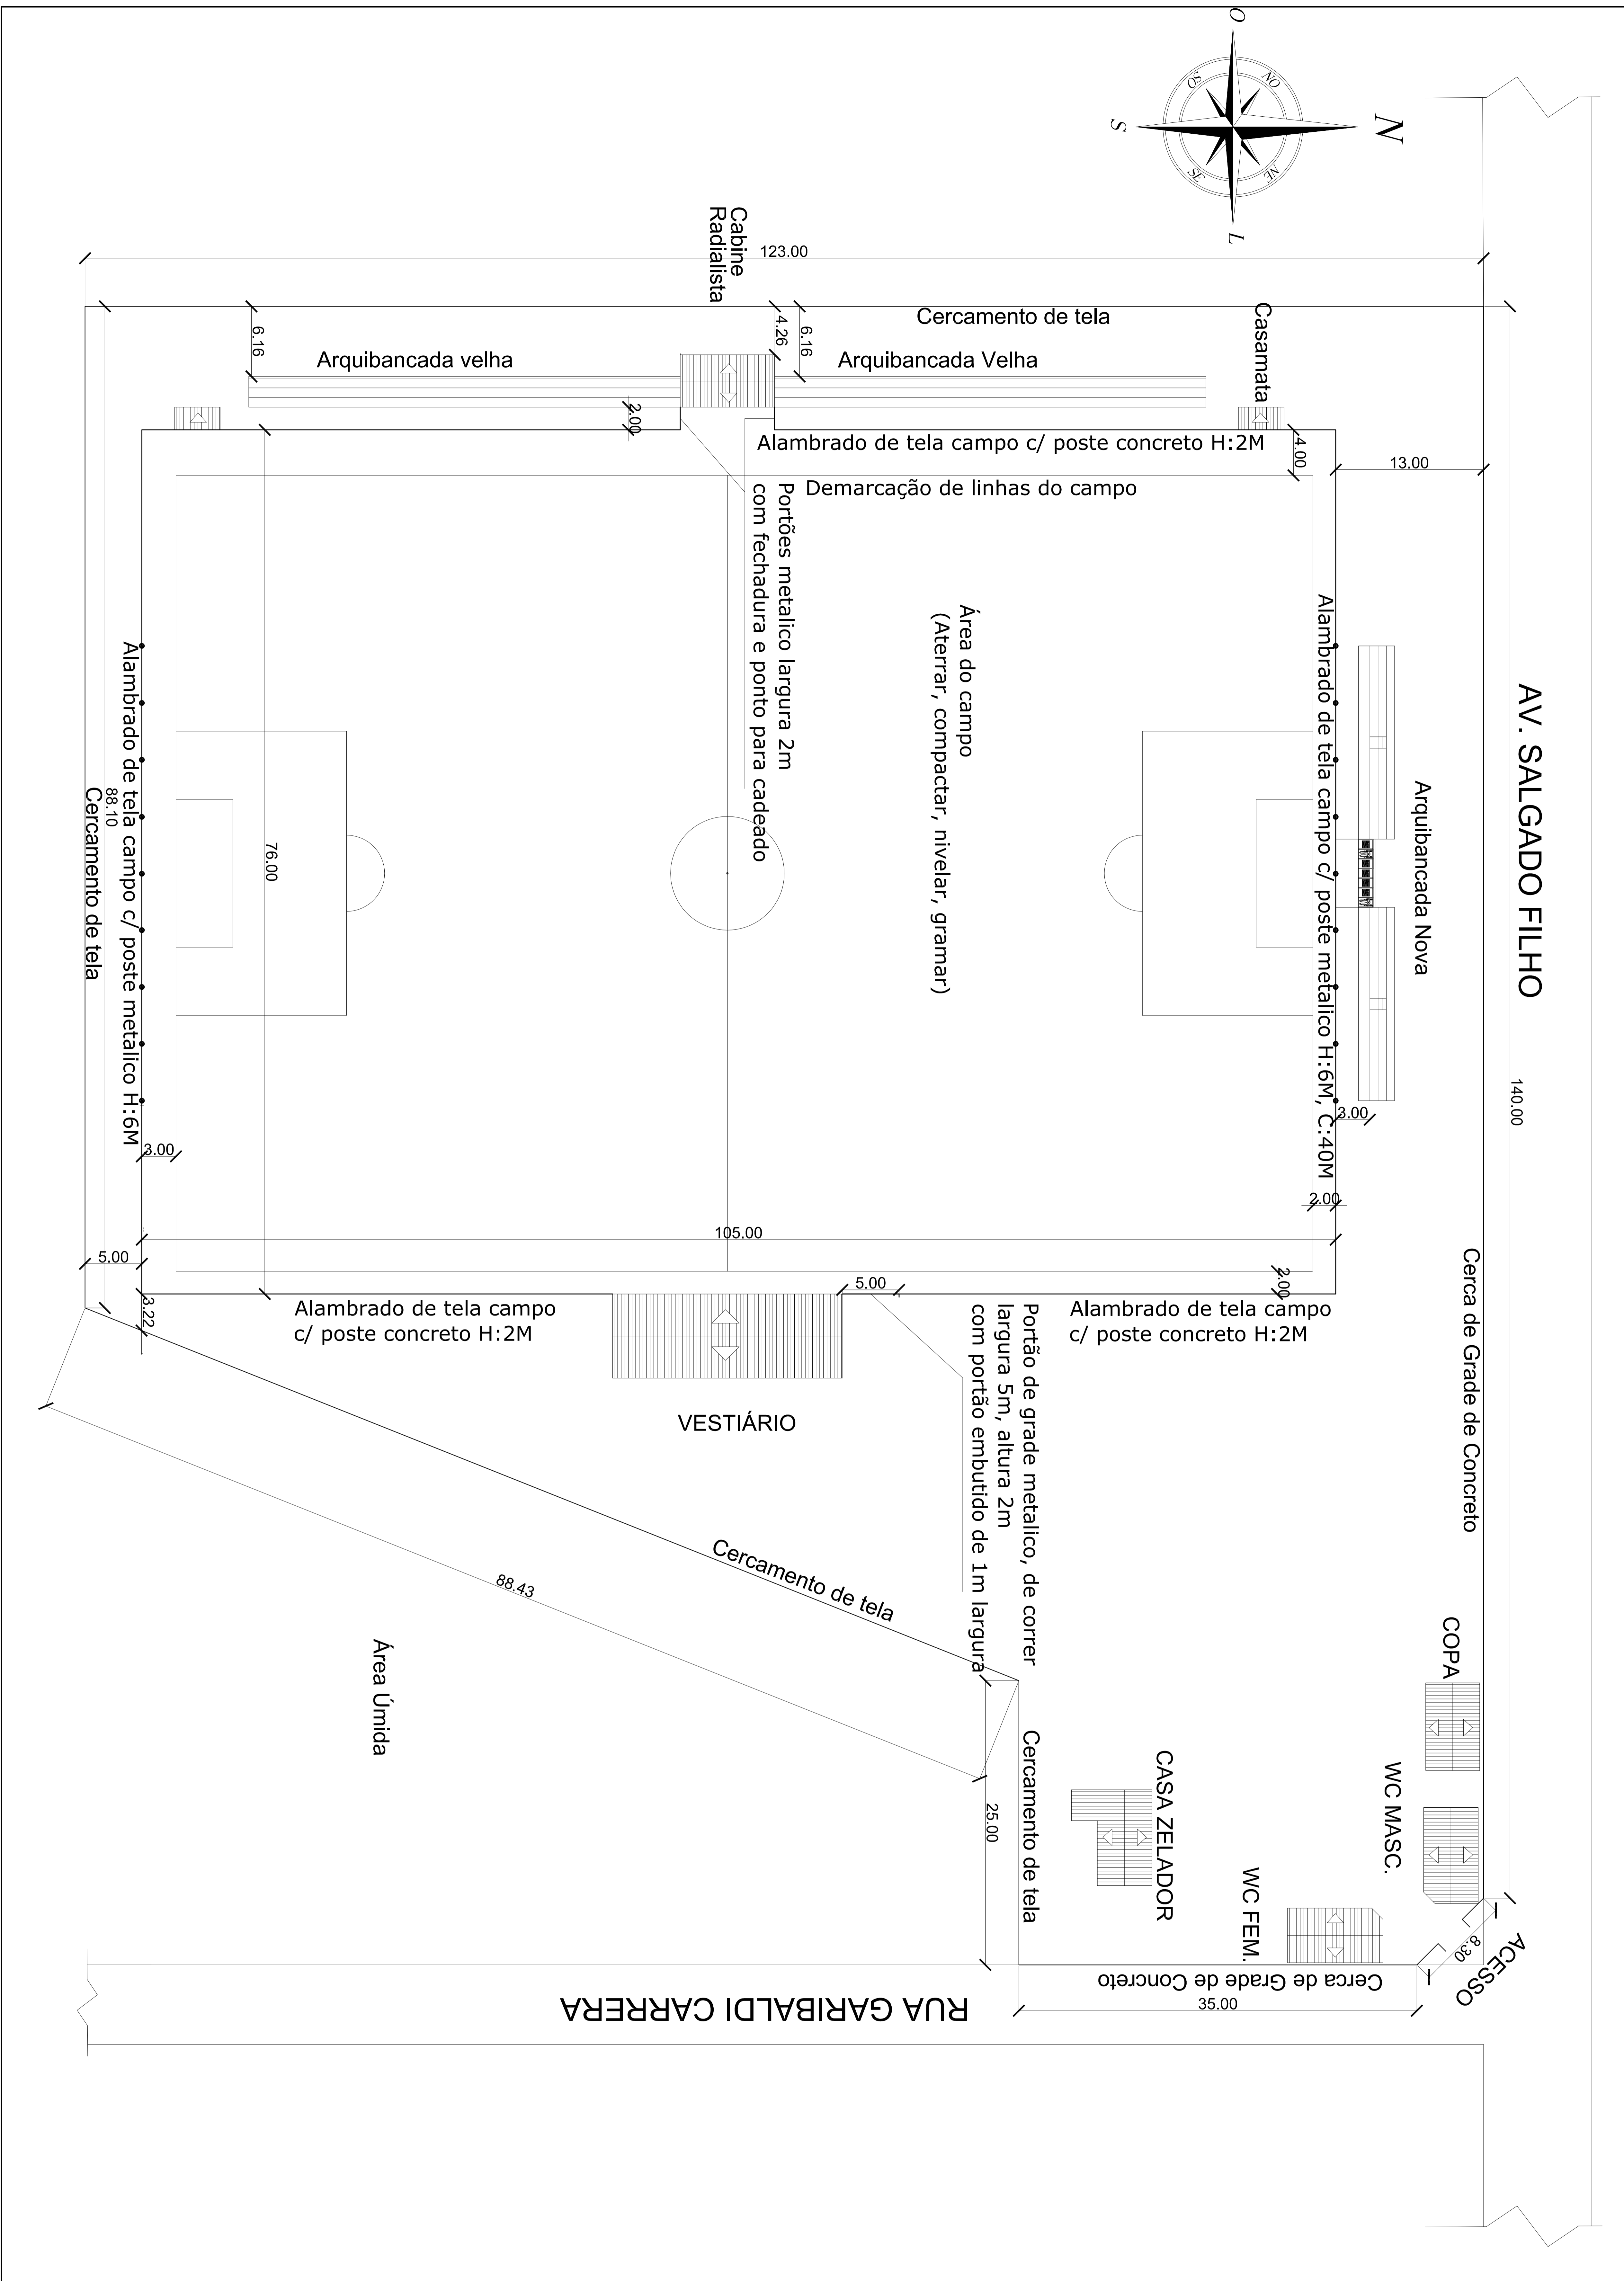 O
NO
N
NE
L
SE
S
SO
AV. SALGADO FILHO
123.00
Cabine
Radialista
Cercamento de tela
Casamata
6.16
4.26
6.16
Arquibancada velha
Arquibancada Velha
2.00
Alambrado de tela campo c/ poste concreto H:2M
4.00
13.00
Demarcação de linhas do campo
Portões metalico largura 2m
com fechadura e ponto para cadeado
Área do campo
(Aterrar, compactar, nivelar, gramar)
Alambrado de tela campo c/ poste metalico H:6M, C:40M
Arquibancada Nova
140.00
Alambrado de tela campo c/ poste metalico H:6M
88.10
Cercamento de tela
76.00
3.00
3.00
2.00
105.00
5.00
5.00
2.00
3.22
Alambrado de tela campo
c/ poste concreto H:2M
Alambrado de tela campo
c/ poste concreto H:2M
Portão de grade metalico, de correr
largura 5m, altura 2m
com portão embutido de 1m largura
Cerca de Grade de Concreto
VESTIÁRIO
Cercamento de tela
88.43
Área Úmida
25.00
Cercamento de tela
COPA
WC MASC.
CASA ZELADOR
WC FEM.
8.30
ACESSO
Cerca de Grade de Concreto
35.00
RUA GARIBALDI CARRERA